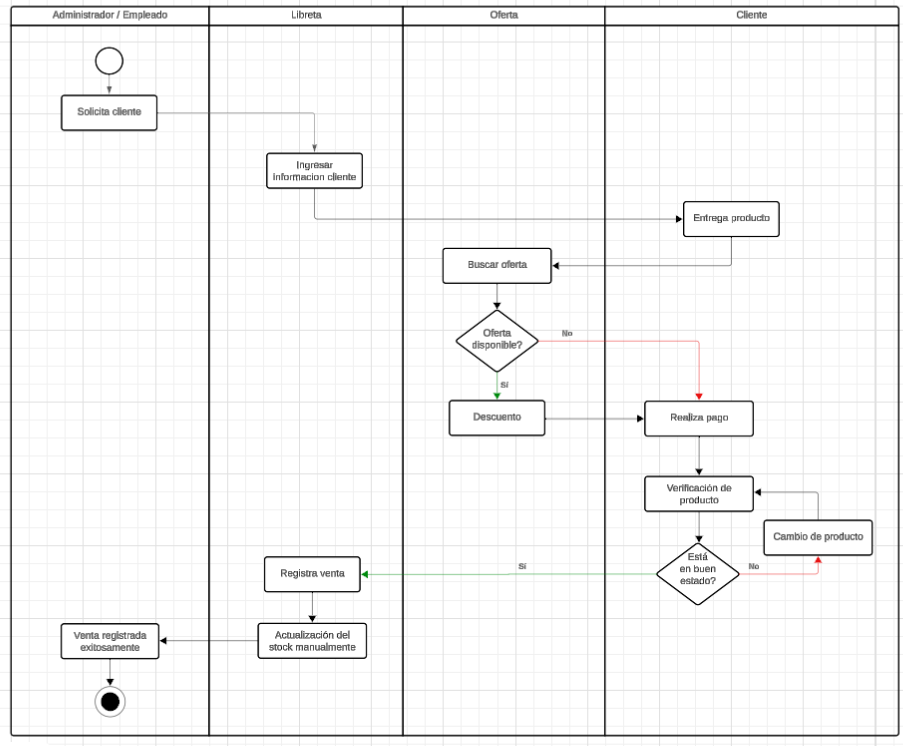 Administrador / Empleado
Libreta
Oferta
Cliente
Solicita cliente
Ingresar
informacion cliente
Entrega producto
Buscar oferta
Oferta
disponible?
No
Sí
Descuento
Realiza pago
Verificación de
producto
Cambio de producto
Está
en buen
estado?
No
Sí
Registra venta
Actualización del
stock manualmente
Venta registrada
exitosamente